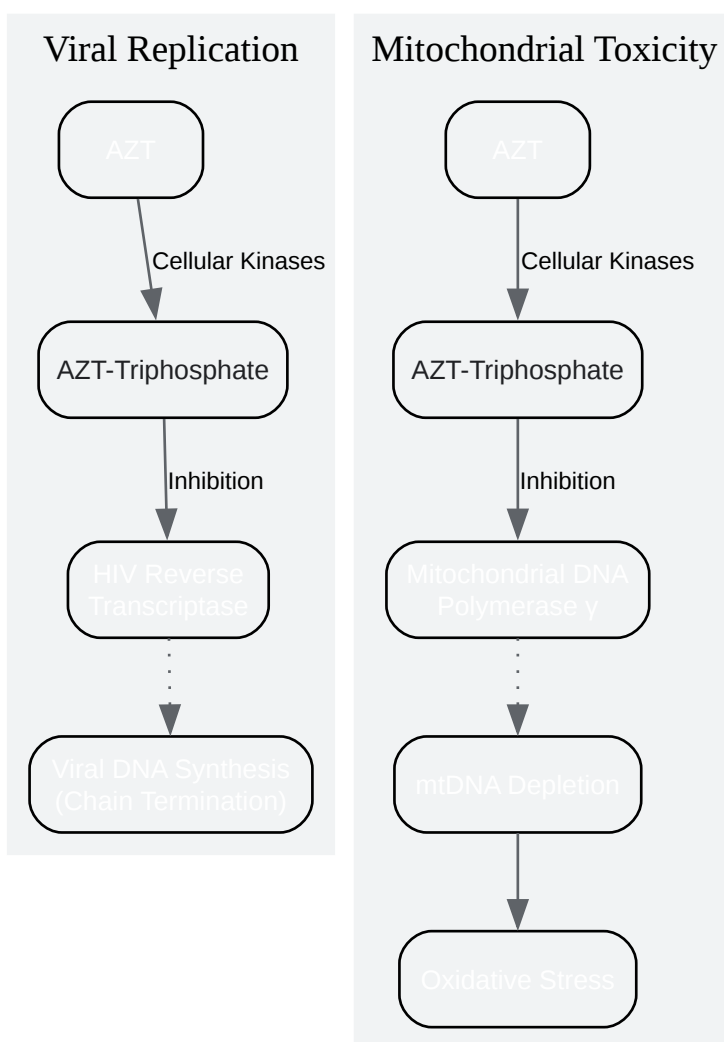 Viral Replication
AZT
Cellular Kinases
AZT-Triphosphate
Inhibition
HIV Reverse
Transcriptase
Viral DNA Synthesis
(Chain Termination)
Mitochondrial Toxicity
AZT
Cellular Kinases
AZT-Triphosphate
Inhibition
Mitochondrial DNA
Polymerase γ
mtDNA Depletion
Oxidative Stress